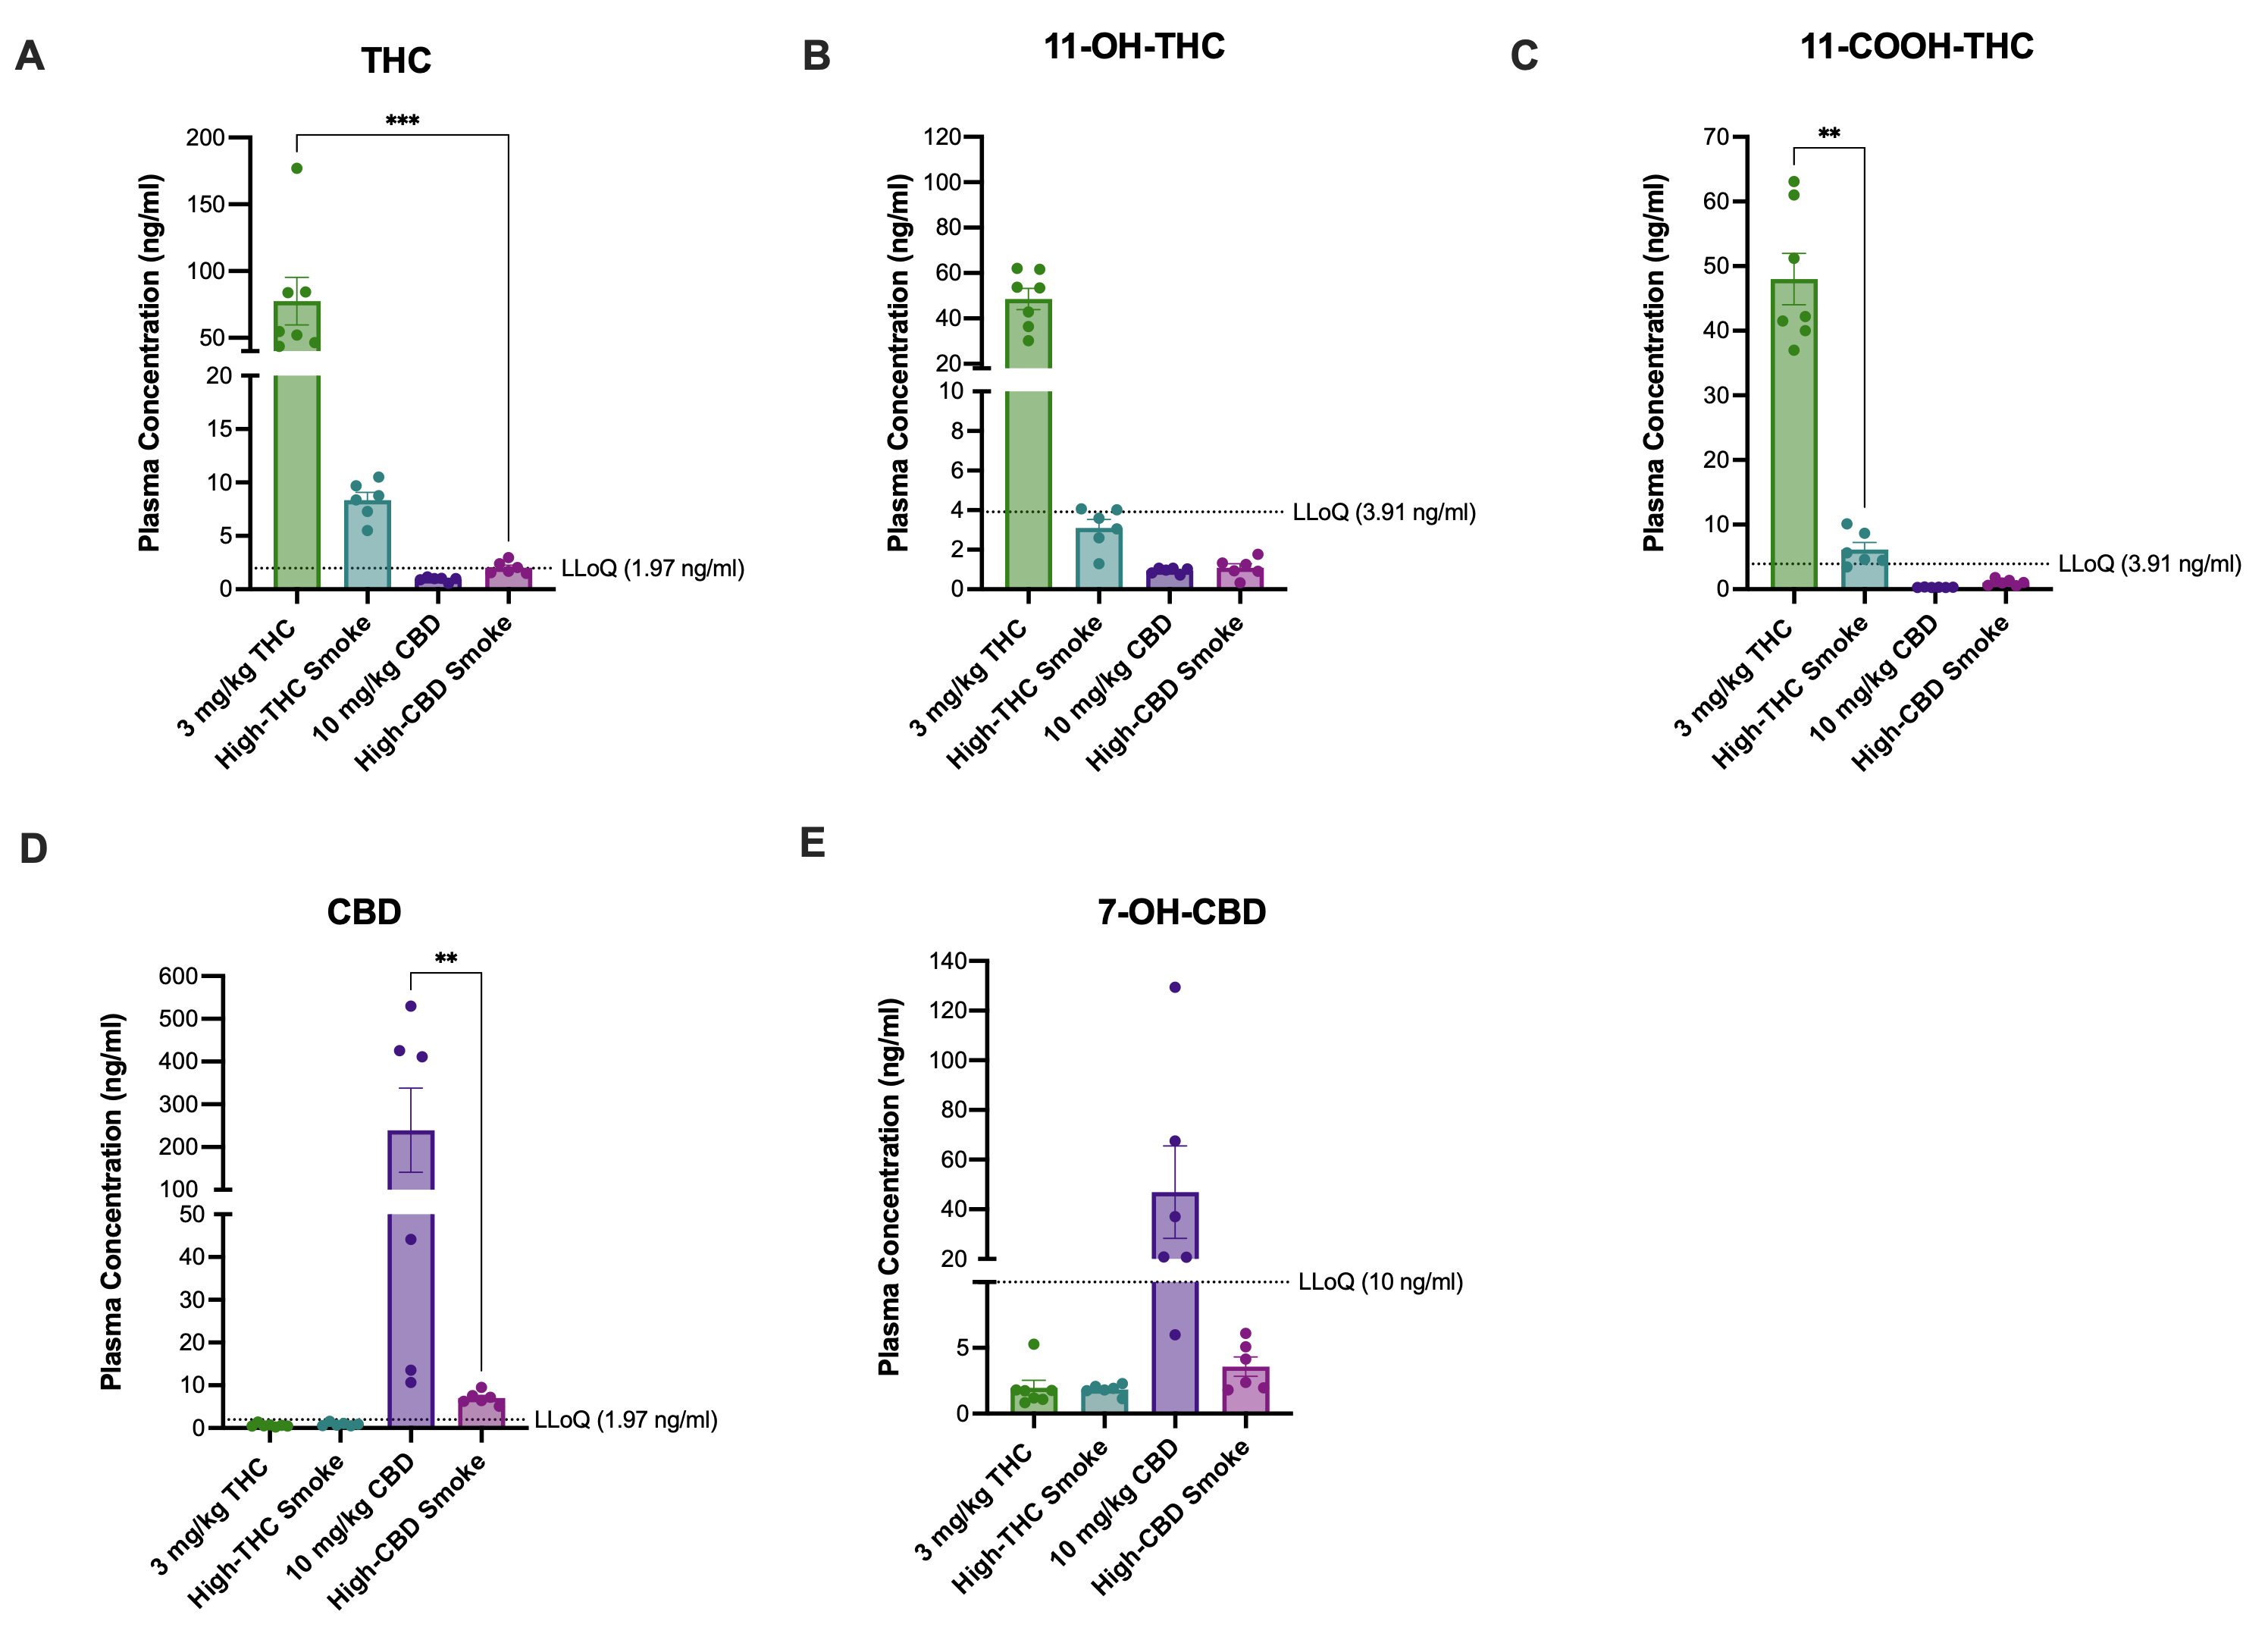 A
THC
***
Plasma Concentration (ng/ml)
200
150
100
50
20
15
10
5
0
LLoQ (1.97 ng/ml)
3 mg/kg THC
High-THC Smoke
10 mg/kg CBD
High-CBD Smoke
B
11-OH-THC
Plasma Concentration (ng/ml)
120
100
80
60
40
20
10
8
6
4
2
0
LLoQ (3.91 ng/ml)
3 mg/kg THC
High-THC Smoke
10 mg/kg CBD
High-CBD Smoke
C
11-COOH-THC
**
Plasma Concentration (ng/ml)
70
60
50
40
30
20
10
0
LLoQ (3.91 ng/ml)
3 mg/kg THC
High-THC Smoke
10 mg/kg CBD
High-CBD Smoke
D
CBD
**
Plasma Concentration (ng/ml)
600
500
400
300
200
100
50
40
30
20
10
0
LLoQ (1.97 ng/ml)
3 mg/kg THC
High-THC Smoke
10 mg/kg CBD
High-CBD Smoke
E
7-OH-CBD
Plasma Concentration (ng/ml)
140
120
100
80
60
40
20
5
0
LLoQ (10 ng/ml)
3 mg/kg THC
High-THC Smoke
10 mg/kg CBD
High-CBD Smoke